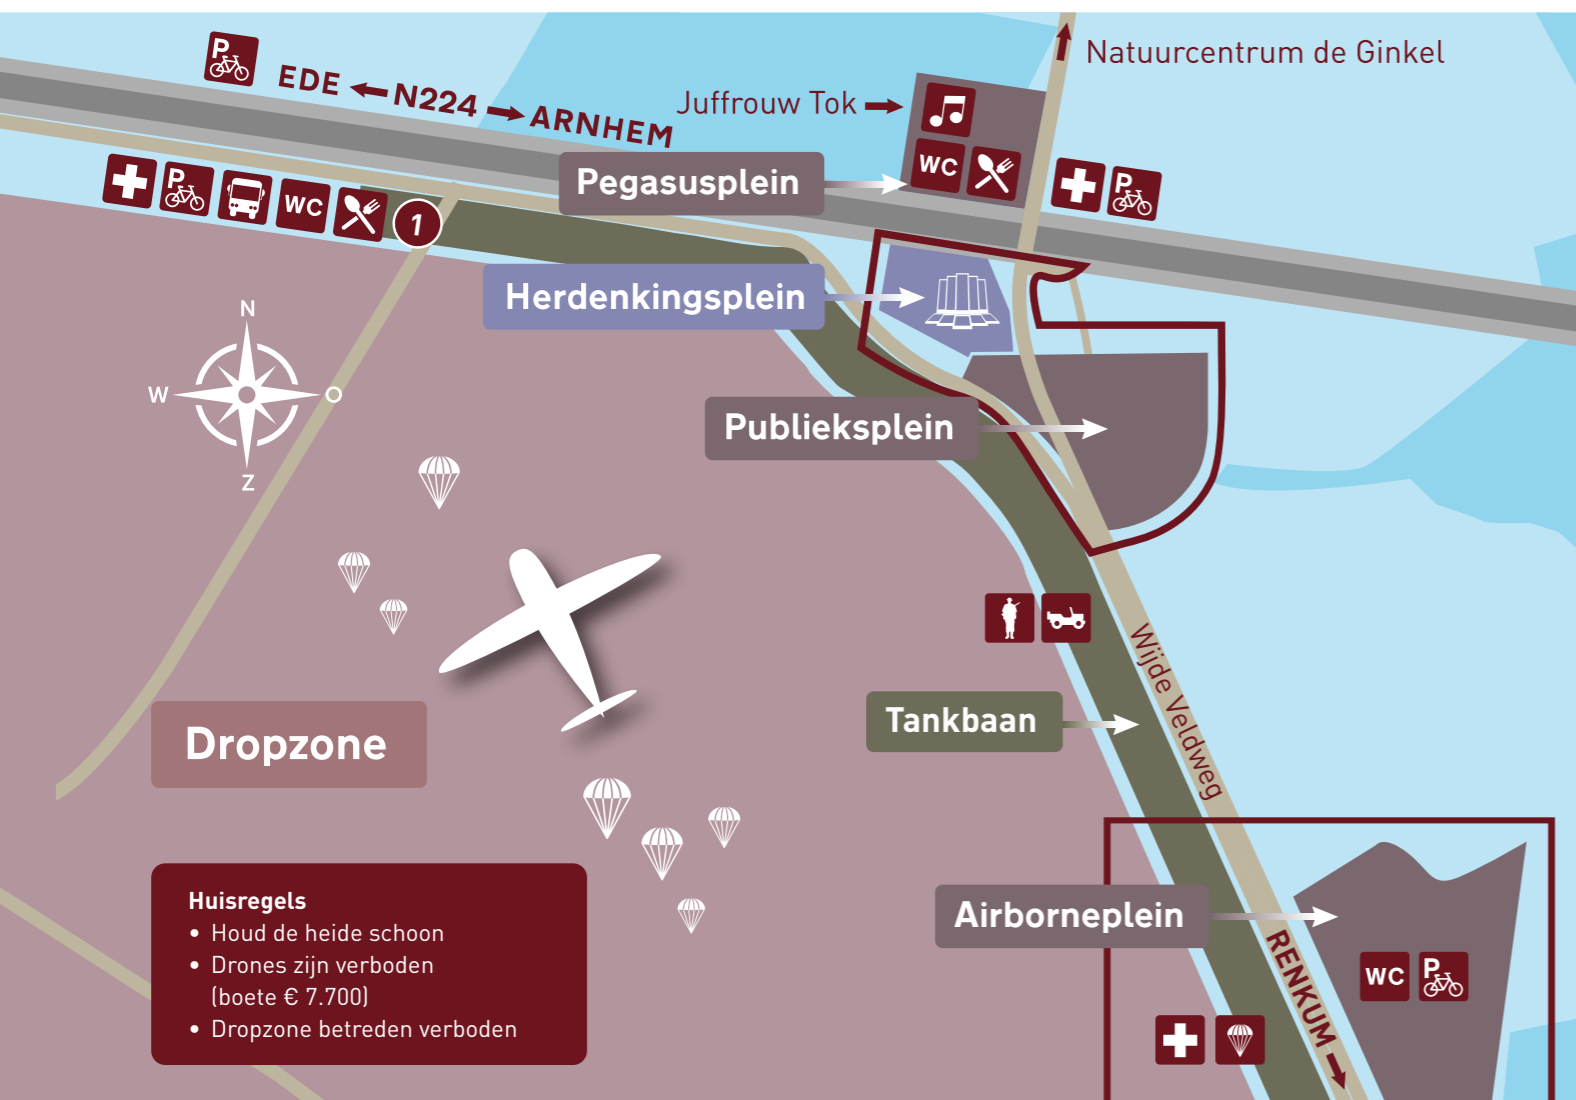 Natuurcentrum de Ginkel
P
EDE
N224
ARNHEM
Juffrouw Tok
WC
Pegasusplein
P
P
WC
1
Herdenkingsplein
N
W
O
Z
Publieksplein
Wijde Veldweg
Tankbaan
Dropzone
Airborneplein
RENKUM
WC
P
Huisregels
• Houd de heide schoon
• Drones zijn verboden
(boete € 7.700)
• Dropzone betreden verboden